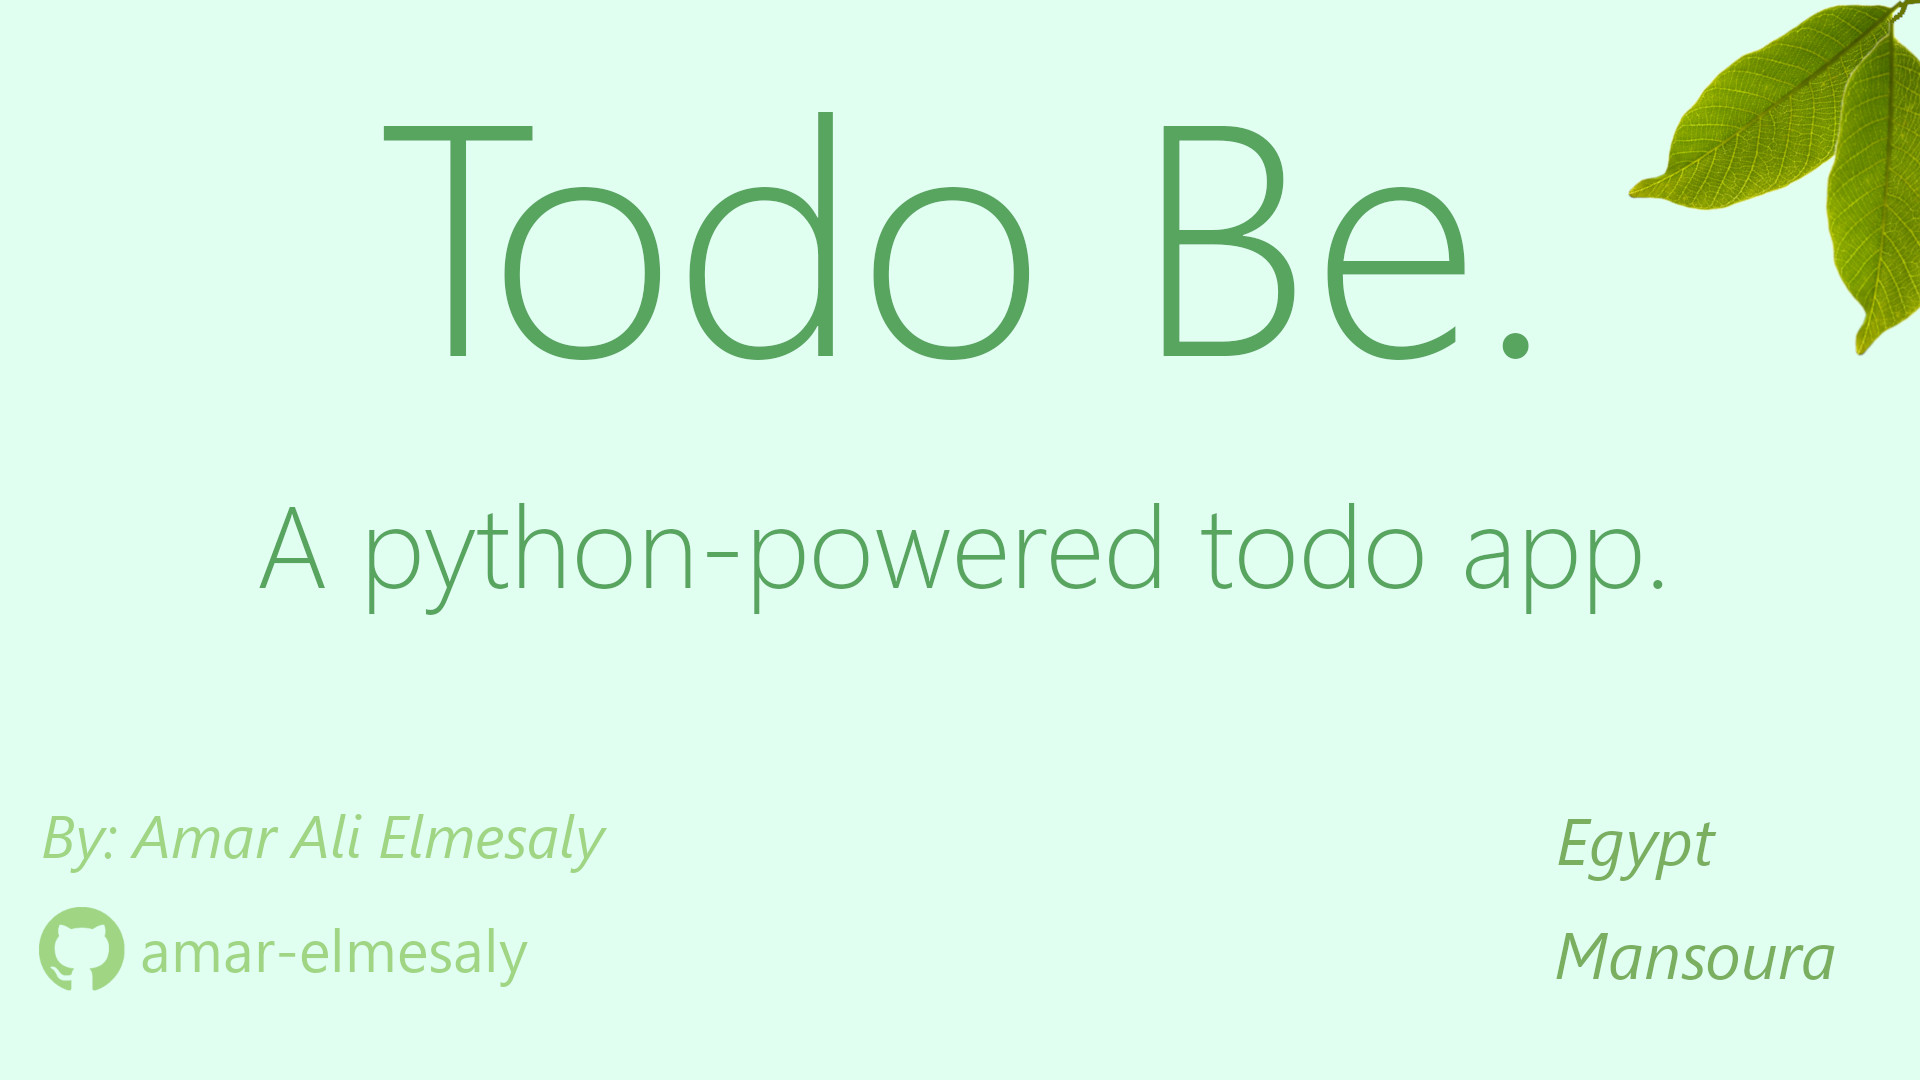 Todo Be.
A python-powered todo app.
By: Amar Ali Elmesaly
amar-elmesaly
Egypt
Mansoura